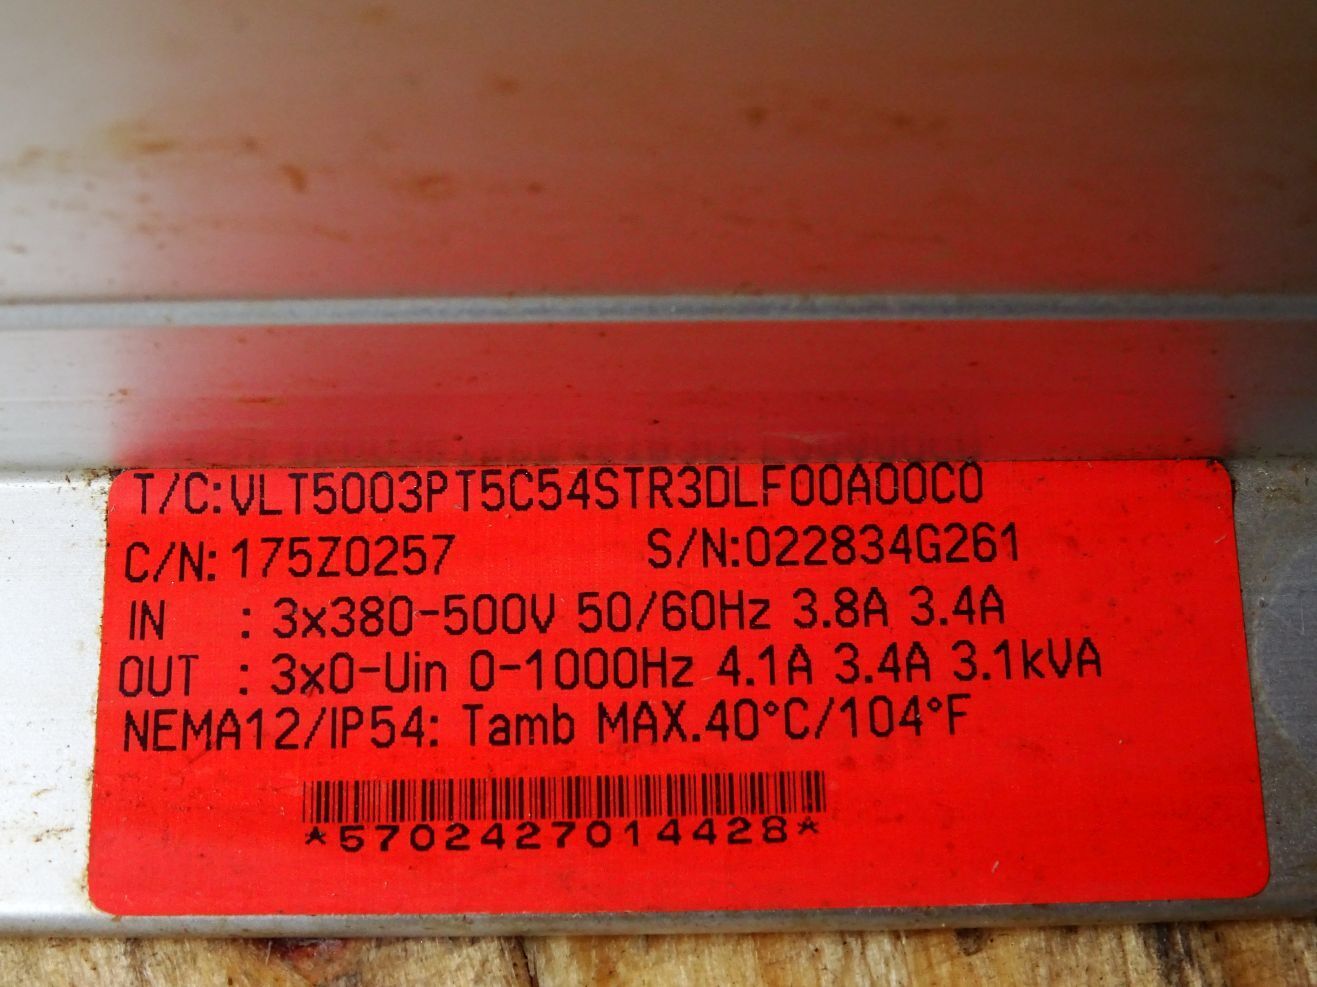 T/C:VLT5003PT5C54STR3DLF00A00C0
C/N:175Z0257 S/N:022834G261
IN : 3x380-500V 50/60Hz 3.8A 3.4A
OUT : 3x0-Uin 0-1000Hz 4.1A 3.4A 3.1kVA
NEMA12/IP54: Tamb MAX.40°C/104°F
*5702427014428*